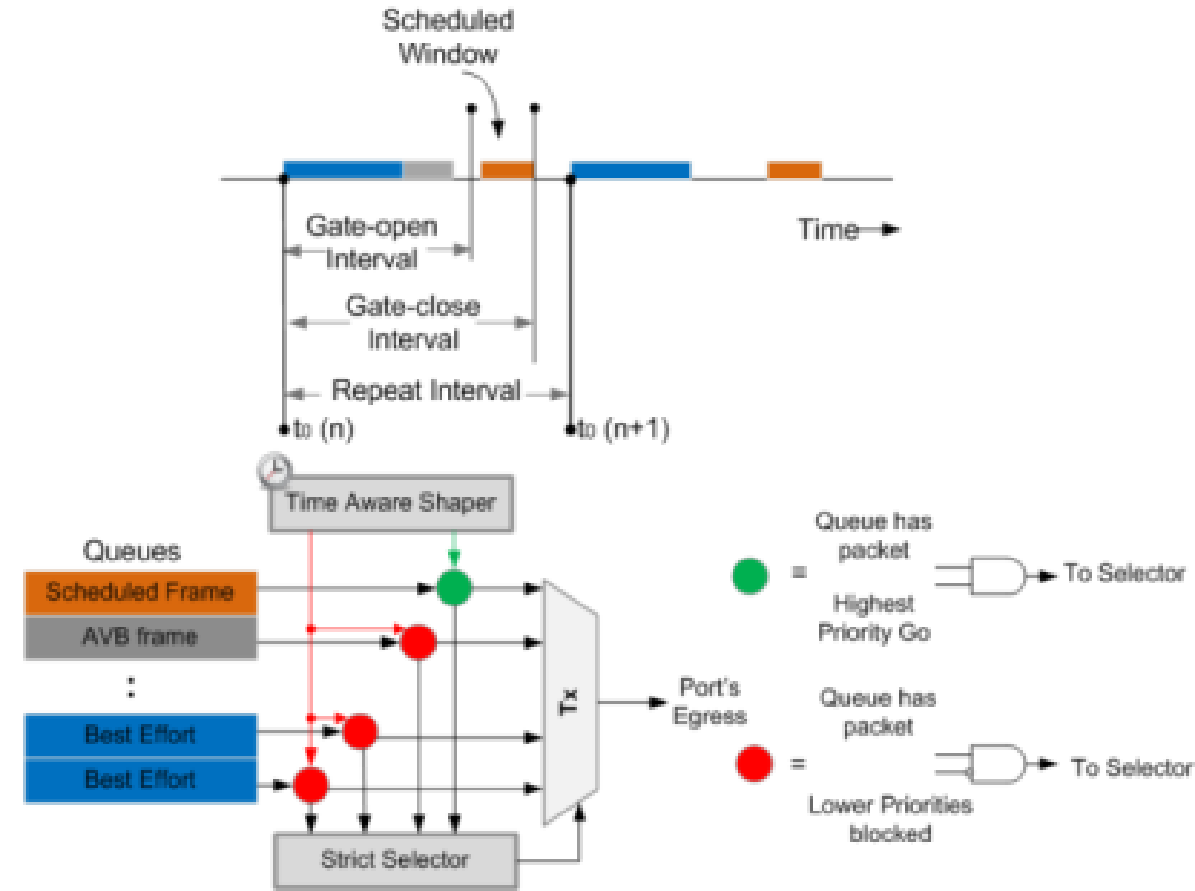 Scheduled
Window
Gate-open
Interval
Time
Gate-close
Interval
Repeat Interval
t0 (n)
t0 (n+1)
Time Aware Shaper
Queues
Scheduled Frame
AVB frame
:
Best Effort
Best Effort
Tx
Strict Selector
Port's
Egress
Queue has
packet
=
To Selector
Highest
Priority Go
Queue has
packet
=
To Selector
Lower Priorities
blocked